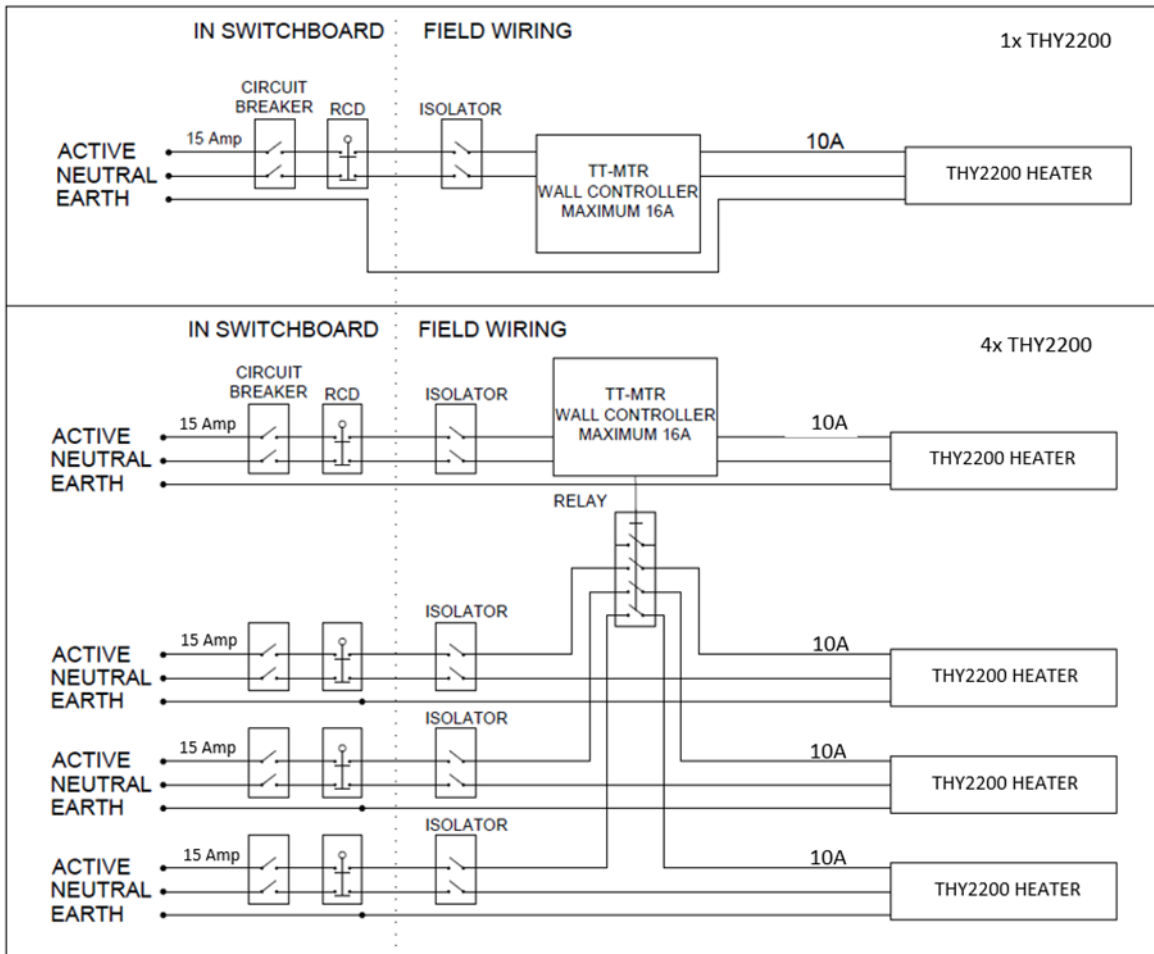 IN SWITCHBOARD
FIELD WIRING
1x THY2200
CIRCUIT
BREAKER
RCD
ISOLATOR
15 Amp
ACTIVE
NEUTRAL
EARTH
TT-MTR
WALL CONTROLLER
MAXIMUM 16A
10A
THY2200 HEATER
IN SWITCHBOARD
FIELD WIRING
4x THY2200
CIRCUIT
BREAKER
RCD
ISOLATOR
15 Amp
ACTIVE
NEUTRAL
EARTH
TT-MTR
WALL CONTROLLER
MAXIMUM 16A
10A
THY2200 HEATER
RELAY
ISOLATOR
15 Amp
ACTIVE
NEUTRAL
EARTH
10A
THY2200 HEATER
ISOLATOR
15 Amp
ACTIVE
NEUTRAL
EARTH
10A
THY2200 HEATER
ISOLATOR
15 Amp
ACTIVE
NEUTRAL
EARTH
10A
THY2200 HEATER